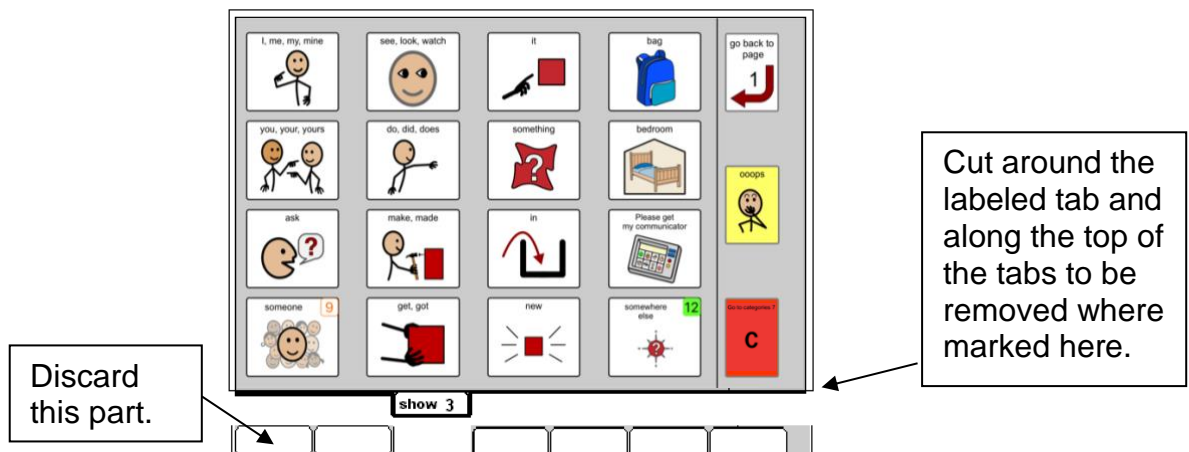 I, me, my, mine
see, look, watch
it
bag
go back to
page
1
you, your, yours
do, did, does
something
?
bedroom
ooops
ask
?
make, made
in
Please get
my communicator
someone
9
get, got
new
somewhere
else
12
?
Go to categories ?
C
show 3
Discard
this part.
Cut around the
labeled tab and
along the top of
the tabs to be
removed where
marked here.